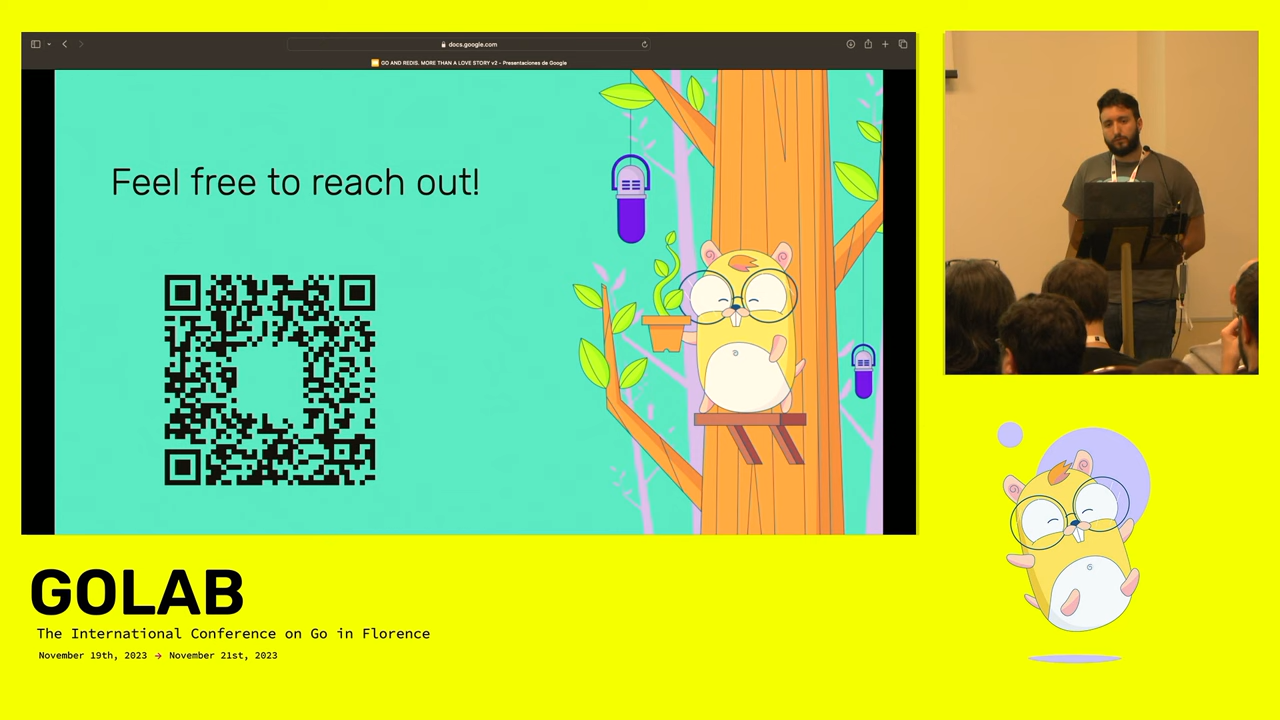 docs.google.com
GO AND REDIS. MORE THAN A LOVE STORY v2 - Presentaciones de Google
Feel free to reach out!
GOLAB
The International Conference on Go in Florence
November 19th, 2023 → November 21st, 2023